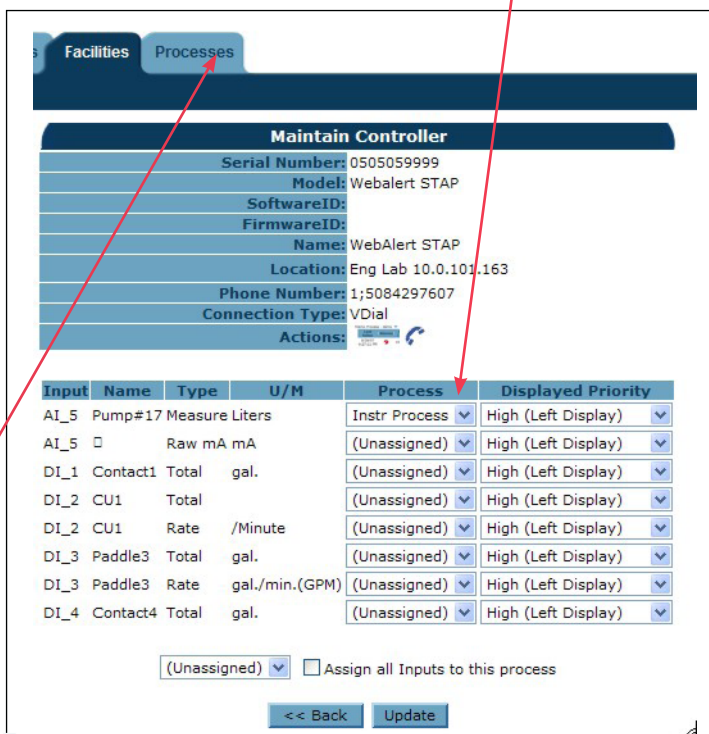 s Facilities Processes
Maintain Controller
Serial Number: 0505059999
Model: Webalert STAP
SoftwareID:
FirmwareID:
Name: WebAlert STAP
Location: Eng Lab 10.0.101.163
Phone Number: 1;5084297607
Connection Type: VDial
Actions:
Input Name Type U/M Process Displayed Priority
AI_5 Pump#17 Measure Liters Instr Process High (Left Display)
AI_5 Raw mA mA (Unassigned) High (Left Display)
DI_1 Contact1 Total gal. (Unassigned) High (Left Display)
DI_2 CU1 Total (Unassigned) High (Left Display)
DI_2 CU1 Rate /Minute (Unassigned) High (Left Display)
DI_3 Paddle3 Total gal. (Unassigned) High (Left Display)
DI_3 Paddle3 Rate gal./min.(GPM) (Unassigned) High (Left Display)
DI_4 Contact4 Total gal. (Unassigned) High (Left Display)
(Unassigned) Assign all Inputs to this process
<< Back Update